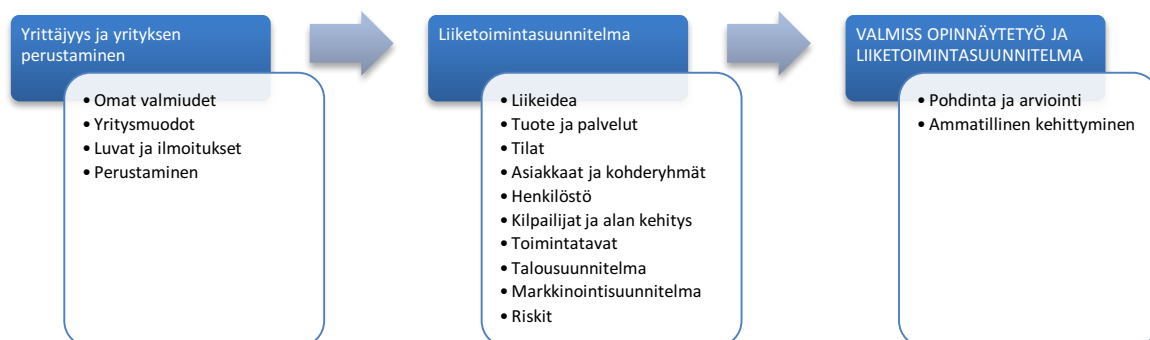 Yrittäjyys ja yrityksen
perustaminen
• Omat valmiudet
• Yritysmuodot
• Luvat ja ilmoitukset
• Perustaminen
Liiketoimintasuunnitelma
• Liikeidea
• Tuote ja palvelut
• Tilat
• Asiakkaat ja kohderyhmät
• Henkilöstö
• Kilpailijat ja alan kehitys
• Toimintatavat
• Talousuunnitelma
• Markkinointisuunnitelma
• Riskit
VALMISS OPINNÄYTETYÖ JA
LIIKETOIMINTASUUNNITELMA
• Pohdinta ja arviointi
• Ammatillinen kehittyminen